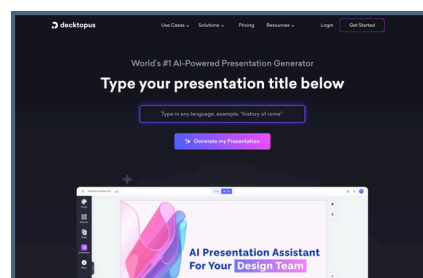 decktopus
Use Cases Solutions Pricing Resources Login Get Started
World's #1 AI-Powered Presentation Generator
Type your presentation title below
Type in any language, example: "history of rome"
Generate my Presentation
AI Presentation Assistant
For Your Design Team